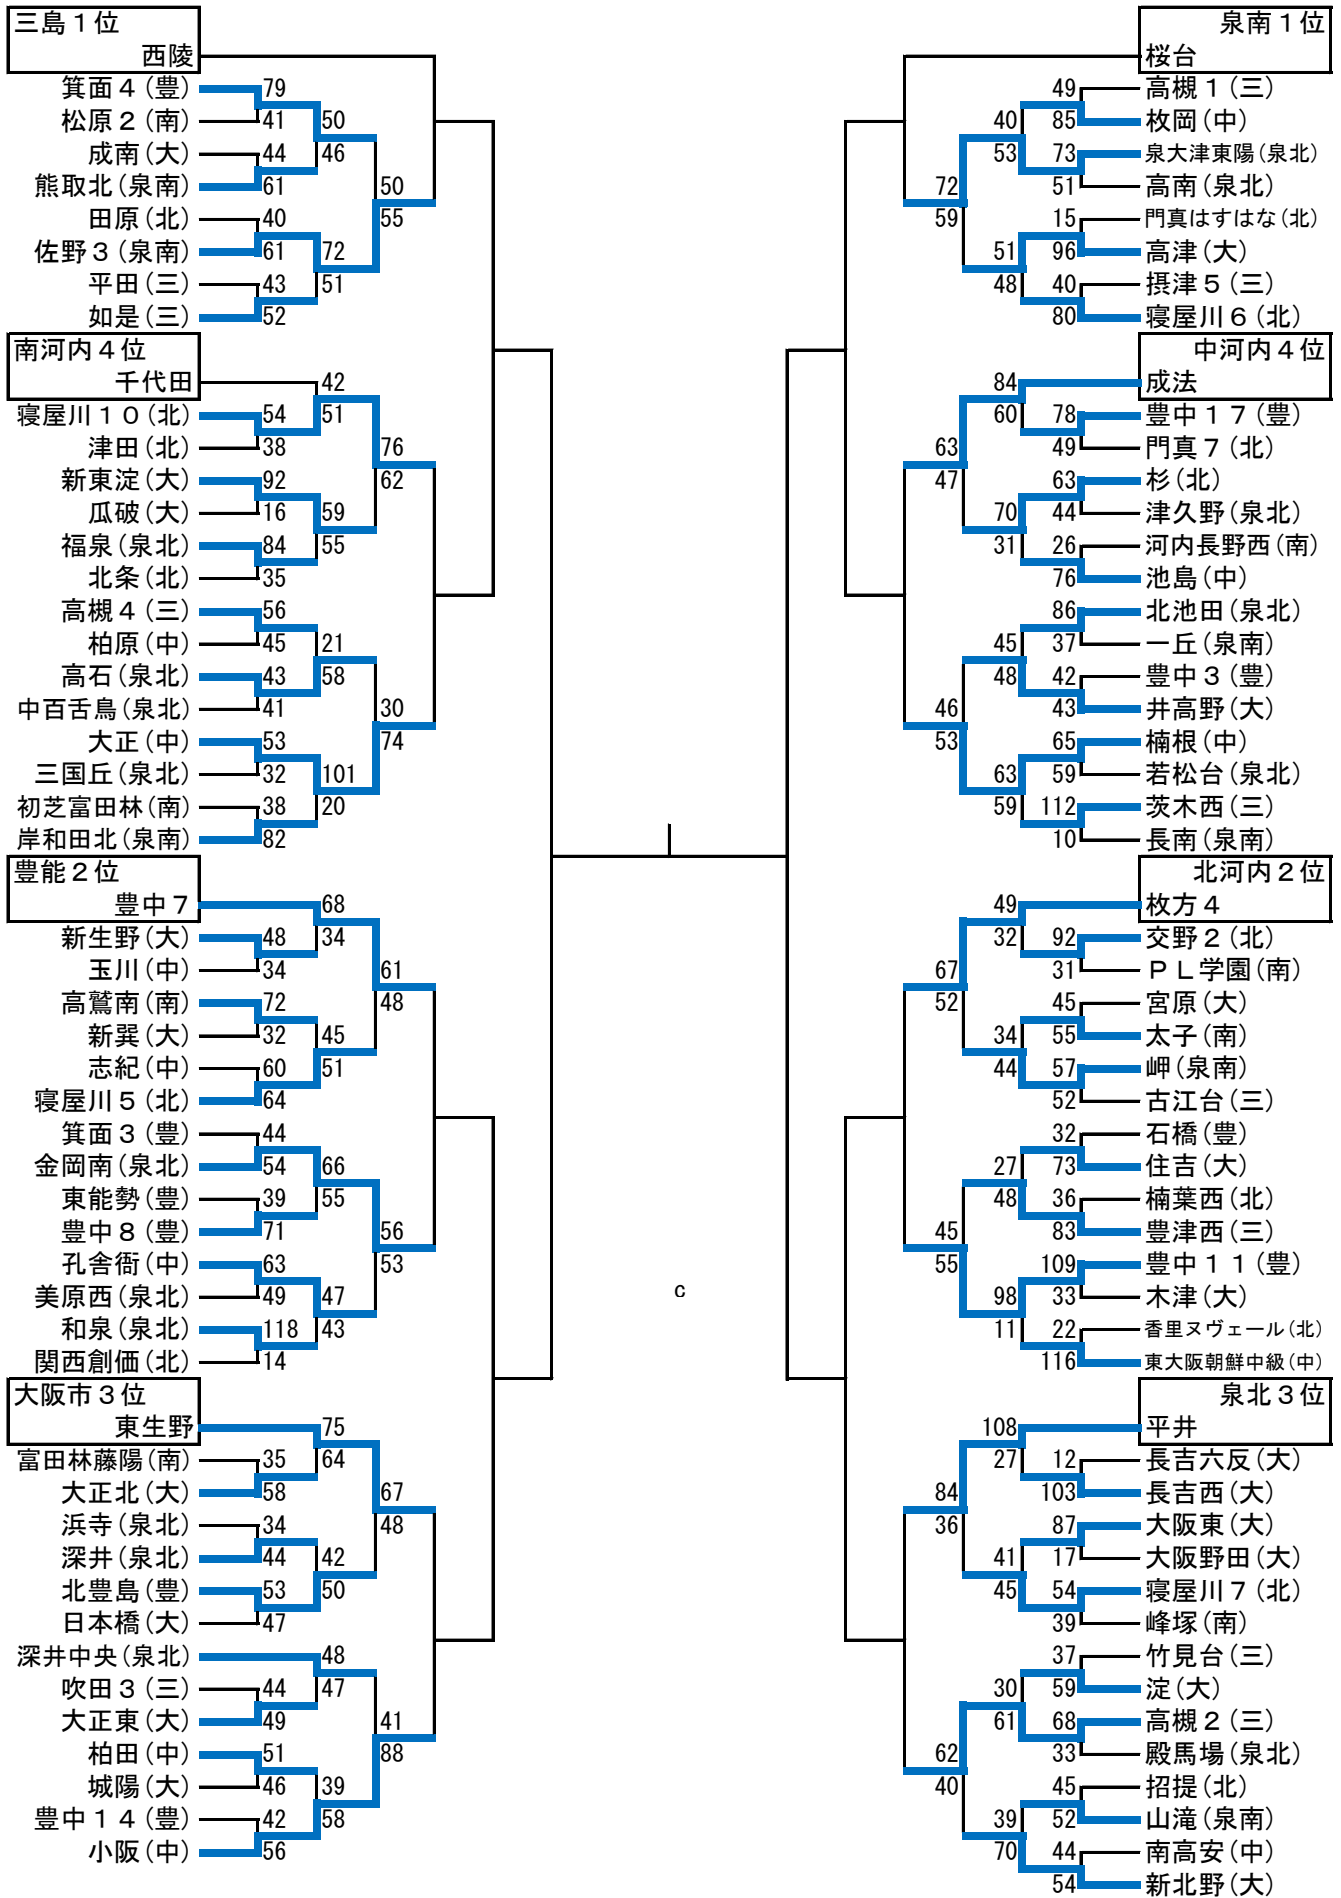 三島１位
西陵
箕面４(豊)
79
松原２(南)
41
50
成南(大)
44
46
熊取北(泉南)
61
50
田原(北)
40
55
佐野３(泉南)
61
72
平田(三)
43
51
如是(三)
52
南河内４位
千代田
42
寝屋川１０(北)
54
51
津田(北)
38
76
新東淀(大)
92
62
瓜破(大)
16
59
福泉(泉北)
84
55
北条(北)
35
高槻４(三)
56
柏原(中)
45
21
高石(泉北)
43
58
中百舌鳥(泉北)
41
30
大正(中)
53
74
三国丘(泉北)
32
101
初芝富田林(南)
38
20
岸和田北(泉南)
82
豊能２位
豊中７
68
新生野(大)
48
34
玉川(中)
34
61
高鷲南(南)
72
48
新巽(大)
32
45
志紀(中)
60
51
寝屋川５(北)
64
箕面３(豊)
44
金岡南(泉北)
54
66
東能勢(豊)
39
55
豊中８(豊)
71
56
孔舎衙(中)
63
53
美原西(泉北)
49
47
和泉(泉北)
118
43
関西創価(北)
14
大阪市３位
東生野
75
富田林藤陽(南)
35
64
大正北(大)
58
67
浜寺(泉北)
34
48
深井(泉北)
44
42
北豊島(豊)
53
50
日本橋(大)
47
深井中央(泉北)
48
吹田３(三)
44
47
大正東(大)
49
41
柏田(中)
51
88
城陽(大)
46
39
豊中１４(豊)
42
58
小阪(中)
56
c
泉南１位
桜台
49
高槻１(三)
40
85
枚岡(中)
53
73
泉大津東陽(泉北)
72
51
高南(泉北)
59
15
門真はすはな(北)
51
96
高津(大)
48
40
摂津５(三)
80
寝屋川６(北)
中河内４位
84
成法
60
78
豊中１７(豊)
63
49
門真７(北)
47
63
杉(北)
70
44
津久野(泉北)
31
26
河内長野西(南)
76
池島(中)
86
北池田(泉北)
45
37
一丘(泉南)
48
42
豊中３(豊)
46
43
井高野(大)
53
65
楠根(中)
63
59
若松台(泉北)
59
112
茨木西(三)
10
長南(泉南)
北河内２位
49
枚方４
32
92
交野２(北)
67
31
ＰＬ学園(南)
52
45
宮原(大)
34
55
太子(南)
44
57
岬(泉南)
52
古江台(三)
32
石橋(豊)
27
73
住吉(大)
48
36
楠葉西(北)
45
83
豊津西(三)
55
109
豊中１１(豊)
98
33
木津(大)
11
22
香里ヌヴェール(北)
116
東大阪朝鮮中級(中)
泉北３位
108
平井
27
12
長吉六反(大)
84
103
長吉西(大)
36
87
大阪東(大)
41
17
大阪野田(大)
45
54
寝屋川７(北)
39
峰塚(南)
37
竹見台(三)
30
59
淀(大)
61
68
高槻２(三)
62
33
殿馬場(泉北)
40
45
招提(北)
39
52
山滝(泉南)
70
44
南高安(中)
54
新北野(大)